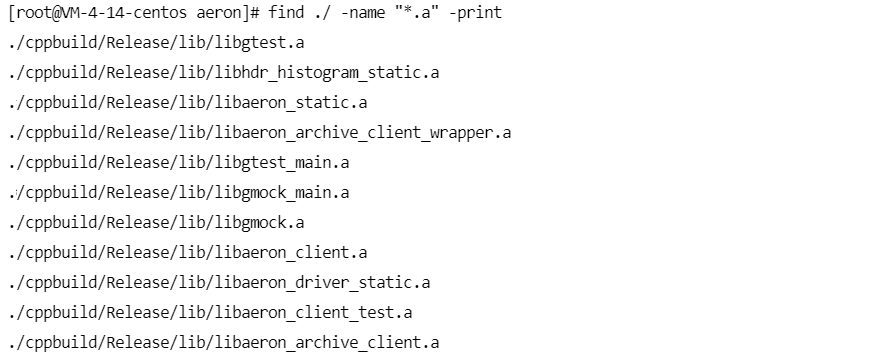 [root@VM-4-14-centos aeron]# find ./ -name "*.a" -print
./cppbuild/Release/lib/libgtest.a
./cppbuild/Release/lib/libhdr_histogram_static.a
./cppbuild/Release/lib/libaeron_static.a
./cppbuild/Release/lib/libaeron_archive_client_wrapper.a
./cppbuild/Release/lib/libgtest_main.a
./cppbuild/Release/lib/libgmock_main.a
./cppbuild/Release/lib/libgmock.a
./cppbuild/Release/lib/libaeron_client.a
./cppbuild/Release/lib/libaeron_driver_static.a
./cppbuild/Release/lib/libaeron_client_test.a
./cppbuild/Release/lib/libaeron_archive_client.a